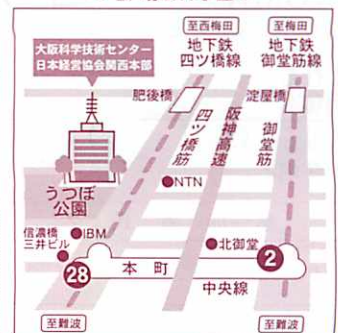 至西梅田
地下鉄
四ツ橋線
至梅田
地下鉄
御堂筋線
大阪科学技術センター
日本経営協会関西本部
肥後橋
淀屋橋
四ツ橋筋
阪神高速
御堂筋
うつぼ
公園
●NTN
信濃橋
三井ビル
●IBM
●北御堂
28
本町
2
中央線
至難波
至難波